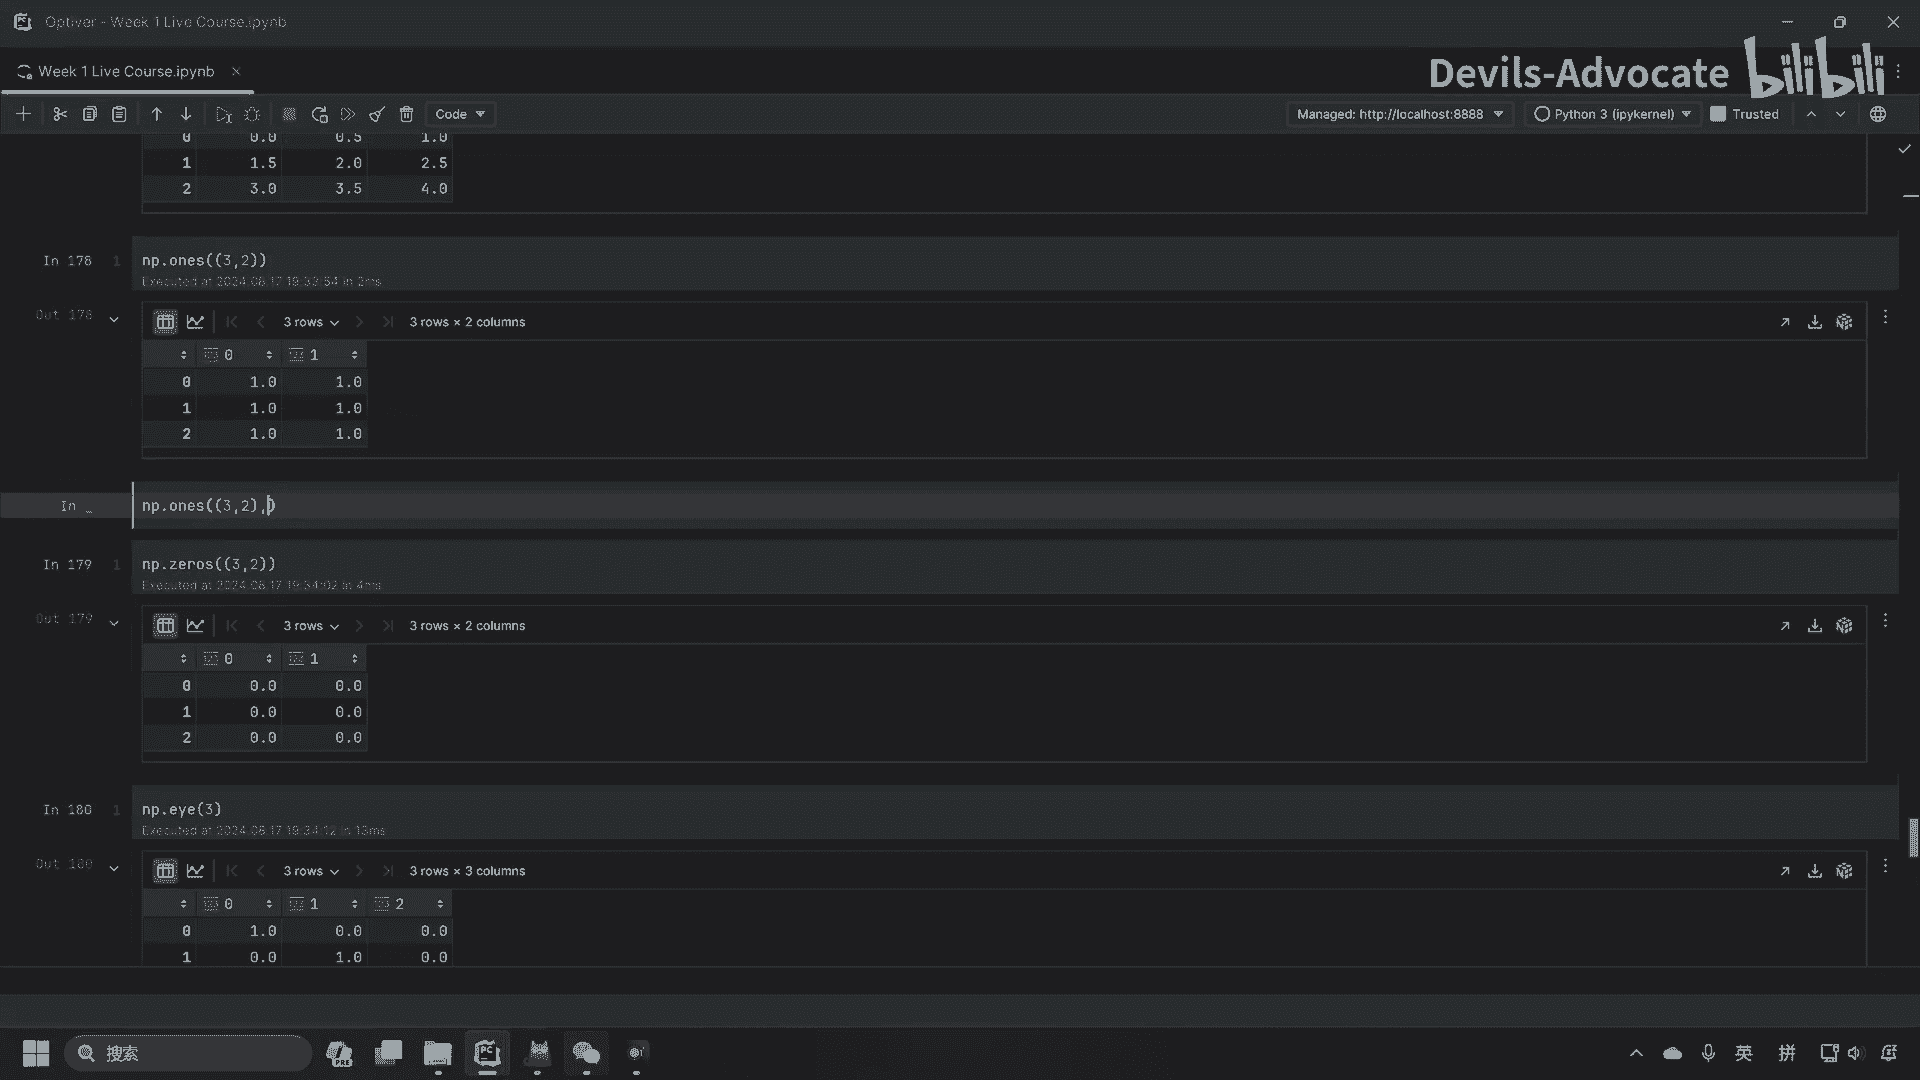 Optiver - Week 1 Live Course.ipynb
Week 1 Live Course.ipynb
Devils-Advocate bilibili
Code
Managed: http://localhost:8888
Python 3 (ipykernel)
Trusted
0 0.0 0.5 1.0
1 1.5 2.0 2.5
2 3.0 3.5 4.0
In 178 1 np.ones((3,2))
Executed at 2024.08.17 19:33:54 in 2ms
Out 178
3 rows 3 rows × 2 columns
0 1
0 1.0 1.0
1 1.0 1.0
2 1.0 1.0
In _ np.ones((3,2),)
In 179 1 np.zeros((3,2))
Executed at 2024.08.17 19:34:02 in 4ms
Out 179
3 rows 3 rows × 2 columns
0 1
0 0.0 0.0
1 0.0 0.0
2 0.0 0.0
In 180 1 np.eye(3)
Executed at 2024.08.17 19:34:12 in 13ms
Out 180
3 rows 3 rows × 3 columns
0 1 2
0 1.0 0.0 0.0
1 0.0 1.0 0.0
搜索
PRE
PC
英
拼